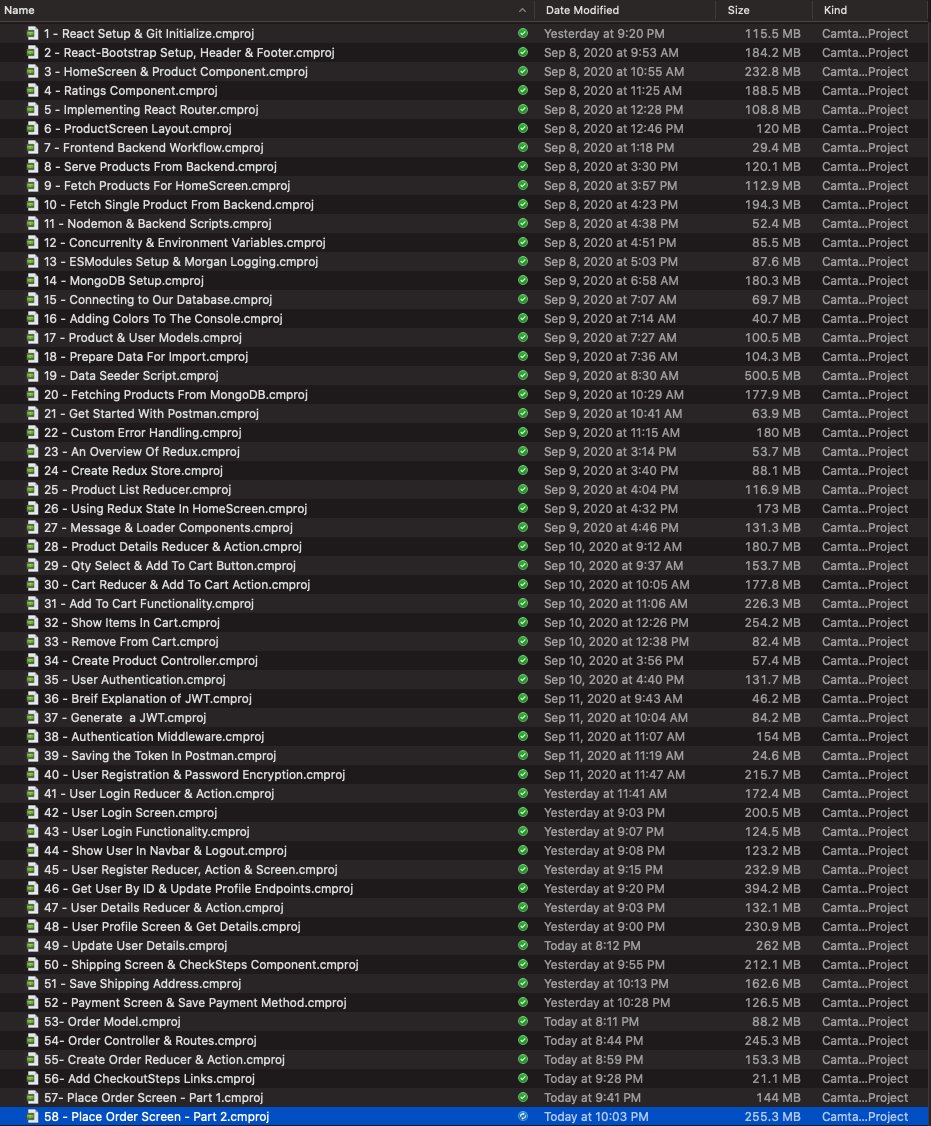 Name Date Modified Size Kind
1 - React Setup & Git Initialize.cmproj Yesterday at 9:20 PM 115.5 MB Camta...Project
2 - React-Bootstrap Setup, Header & Footer.cmproj Sep 8, 2020 at 9:53 AM 184.2 MB Camta...Project
3 - HomeScreen & Product Component.cmproj Sep 8, 2020 at 10:55 AM 232.8 MB Camta...Project
4 - Ratings Component.cmproj Sep 8, 2020 at 11:25 AM 188.5 MB Camta...Project
5 - Implementing React Router.cmproj Sep 8, 2020 at 12:28 PM 108.8 MB Camta...Project
6 - ProductScreen Layout.cmproj Sep 8, 2020 at 12:46 PM 120 MB Camta...Project
7 - Frontend Backend Workflow.cmproj Sep 8, 2020 at 1:18 PM 29.4 MB Camta...Project
8 - Serve Products From Backend.cmproj Sep 8, 2020 at 3:30 PM 120.1 MB Camta...Project
9 - Fetch Products For HomeScreen.cmproj Sep 8, 2020 at 3:57 PM 112.9 MB Camta...Project
10 - Fetch Single Product From Backend.cmproj Sep 8, 2020 at 4:23 PM 194.3 MB Camta...Project
11 - Nodemon & Backend Scripts.cmproj Sep 8, 2020 at 4:38 PM 52.4 MB Camta...Project
12 - Concurrenlty & Environment Variables.cmproj Sep 8, 2020 at 4:51 PM 85.5 MB Camta...Project
13 - ESModules Setup & Morgan Logging.cmproj Sep 8, 2020 at 5:03 PM 87.6 MB Camta...Project
14 - MongoDB Setup.cmproj Sep 9, 2020 at 6:58 AM 180.3 MB Camta...Project
15 - Connecting to Our Database.cmproj Sep 9, 2020 at 7:07 AM 69.7 MB Camta...Project
16 - Adding Colors To The Console.cmproj Sep 9, 2020 at 7:14 AM 40.7 MB Camta...Project
17 - Product & User Models.cmproj Sep 9, 2020 at 7:27 AM 100.5 MB Camta...Project
18 - Prepare Data For Import.cmproj Sep 9, 2020 at 7:36 AM 104.3 MB Camta...Project
19 - Data Seeder Script.cmproj Sep 9, 2020 at 8:30 AM 500.5 MB Camta...Project
20 - Fetching Products From MongoDB.cmproj Sep 9, 2020 at 10:29 AM 177.9 MB Camta...Project
21 - Get Started With Postman.cmproj Sep 9, 2020 at 10:41 AM 63.9 MB Camta...Project
22 - Custom Error Handling.cmproj Sep 9, 2020 at 11:15 AM 180 MB Camta...Project
23 - An Overview Of Redux.cmproj Sep 9, 2020 at 3:14 PM 53.7 MB Camta...Project
24 - Create Redux Store.cmproj Sep 9, 2020 at 3:40 PM 88.1 MB Camta...Project
25 - Product List Reducer.cmproj Sep 9, 2020 at 4:04 PM 116.9 MB Camta...Project
26 - Using Redux State In HomeScreen.cmproj Sep 9, 2020 at 4:32 PM 173 MB Camta...Project
27 - Message & Loader Components.cmproj Sep 9, 2020 at 4:46 PM 131.3 MB Camta...Project
28 - Product Details Reducer & Action.cmproj Sep 10, 2020 at 9:12 AM 180.7 MB Camta...Project
29 - Qty Select & Add To Cart Button.cmproj Sep 10, 2020 at 9:37 AM 153.7 MB Camta...Project
30 - Cart Reducer & Add To Cart Action.cmproj Sep 10, 2020 at 10:05 AM 177.8 MB Camta...Project
31 - Add To Cart Functionality.cmproj Sep 10, 2020 at 11:06 AM 226.3 MB Camta...Project
32 - Show Items In Cart.cmproj Sep 10, 2020 at 12:26 PM 254.2 MB Camta...Project
33 - Remove From Cart.cmproj Sep 10, 2020 at 12:38 PM 82.4 MB Camta...Project
34 - Create Product Controller.cmproj Sep 10, 2020 at 3:56 PM 57.4 MB Camta...Project
35 - User Authentication.cmproj Sep 10, 2020 at 4:40 PM 131.7 MB Camta...Project
36 - Breif Explanation of JWT.cmproj Sep 11, 2020 at 9:43 AM 46.2 MB Camta...Project
37 - Generate  a JWT.cmproj Sep 11, 2020 at 10:04 AM 84.2 MB Camta...Project
38 - Authentication Middleware.cmproj Sep 11, 2020 at 11:07 AM 154 MB Camta...Project
39 - Saving the Token In Postman.cmproj Sep 11, 2020 at 11:19 AM 24.6 MB Camta...Project
40 - User Registration & Password Encryption.cmproj Sep 11, 2020 at 11:47 AM 215.7 MB Camta...Project
41 - User Login Reducer & Action.cmproj Yesterday at 11:41 AM 172.4 MB Camta...Project
42 - User Login Screen.cmproj Yesterday at 9:03 PM 200.5 MB Camta...Project
43 - User Login Functionality.cmproj Yesterday at 9:07 PM 124.5 MB Camta...Project
44 - Show User In Navbar & Logout.cmproj Yesterday at 9:08 PM 123.2 MB Camta...Project
45 - User Register Reducer, Action & Screen.cmproj Yesterday at 9:15 PM 232.9 MB Camta...Project
46 - Get User By ID & Update Profile Endpoints.cmproj Yesterday at 9:20 PM 394.2 MB Camta...Project
47 - User Details Reducer & Action.cmproj Yesterday at 9:03 PM 132.1 MB Camta...Project
48 - User Profile Screen & Get Details.cmproj Yesterday at 9:00 PM 230.9 MB Camta...Project
49 - Update User Details.cmproj Today at 8:12 PM 262 MB Camta...Project
50 - Shipping Screen & CheckSteps Component.cmproj Yesterday at 9:55 PM 212.1 MB Camta...Project
51 - Save Shipping Address.cmproj Yesterday at 10:13 PM 162.6 MB Camta...Project
52 - Payment Screen & Save Payment Method.cmproj Yesterday at 10:28 PM 126.5 MB Camta...Project
53- Order Model.cmproj Today at 8:11 PM 88.2 MB Camta...Project
54- Order Controller & Routes.cmproj Today at 8:44 PM 245.3 MB Camta...Project
55- Create Order Reducer & Action.cmproj Today at 8:59 PM 153.3 MB Camta...Project
56- Add CheckoutSteps Links.cmproj Today at 9:28 PM 21.1 MB Camta...Project
57- Place Order Screen - Part 1.cmproj Today at 9:41 PM 144 MB Camta...Project
58 - Place Order Screen - Part 2.cmproj Today at 10:03 PM 255.3 MB Camta...Project